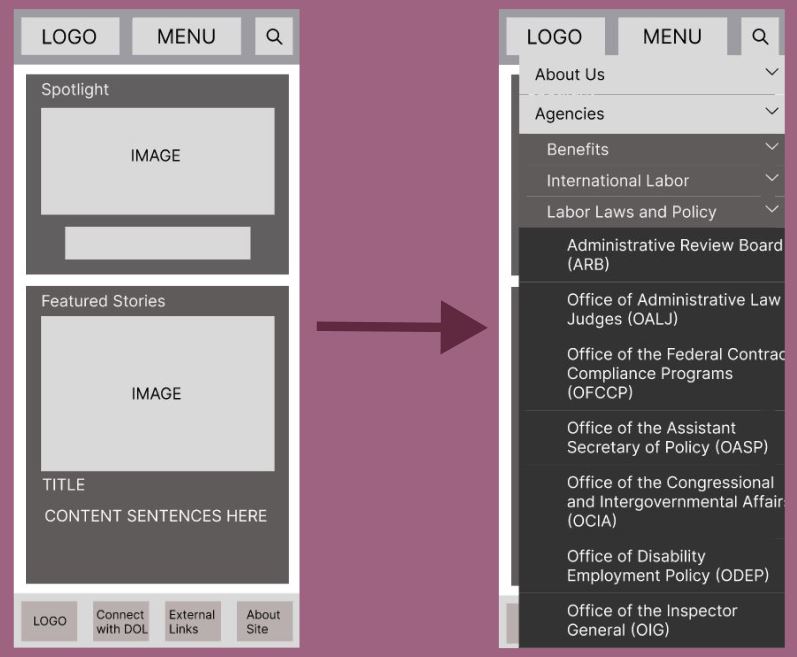 LOGO
MENU
Spotlight
IMAGE
Featured Stories
IMAGE
TITLE
CONTENT SENTENCES HERE
LOGO
Connect
with DOL
External
Links
About
Site
LOGO
MENU
About Us
Agencies
Benefits
International Labor
Labor Laws and Policy
Administrative Review Board
(ARB)
Office of Administrative Law
Judges (OALJ)
Office of the Federal Contrac
Compliance Programs
(OFCCP)
Office of the Assistant
Secretary of Policy (OASP)
Office of the Congressional
and Intergovernmental Affair
(OCIA)
Office of Disability
Employment Policy (ODEP)
Office of the Inspector
General (OIG)